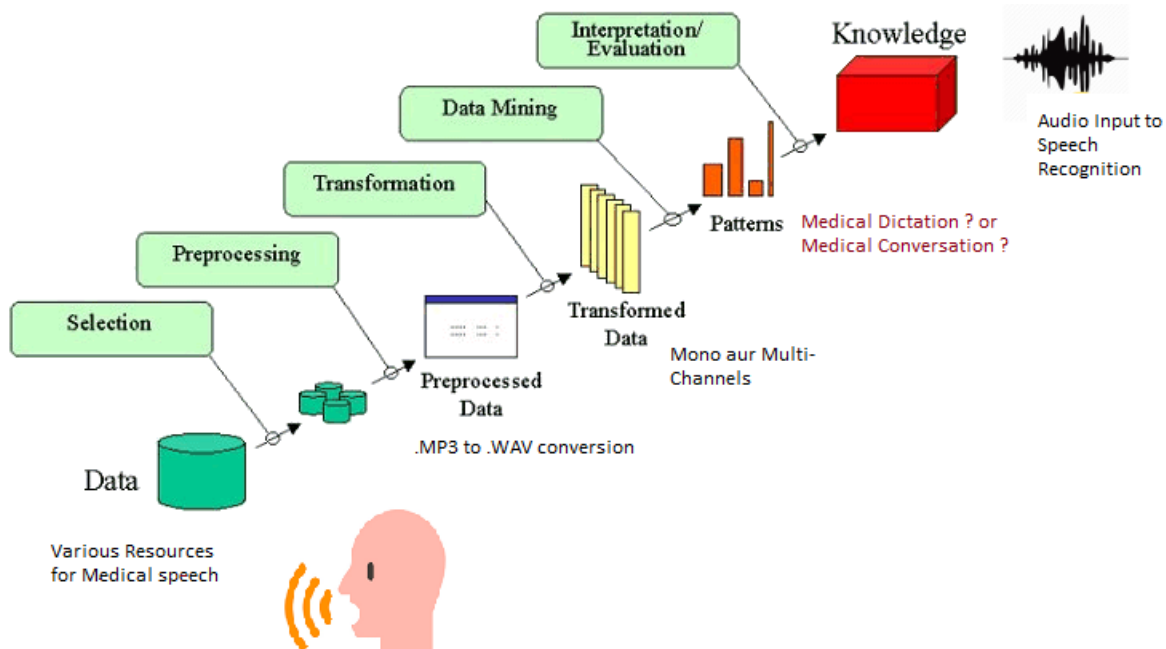 Interpretation/
Evaluation
Knowledge
Data Mining
Audio Input to
Speech
Recognition
Transformation
Patterns
Medical Dictation ? or
Medical Conversation ?
Preprocessing
Transformed
Data
Mono aur Multi-
Channels
Selection
Preprocessed
Data
.MP3 to .WAV conversion
Data
Various Resources
for Medical speech